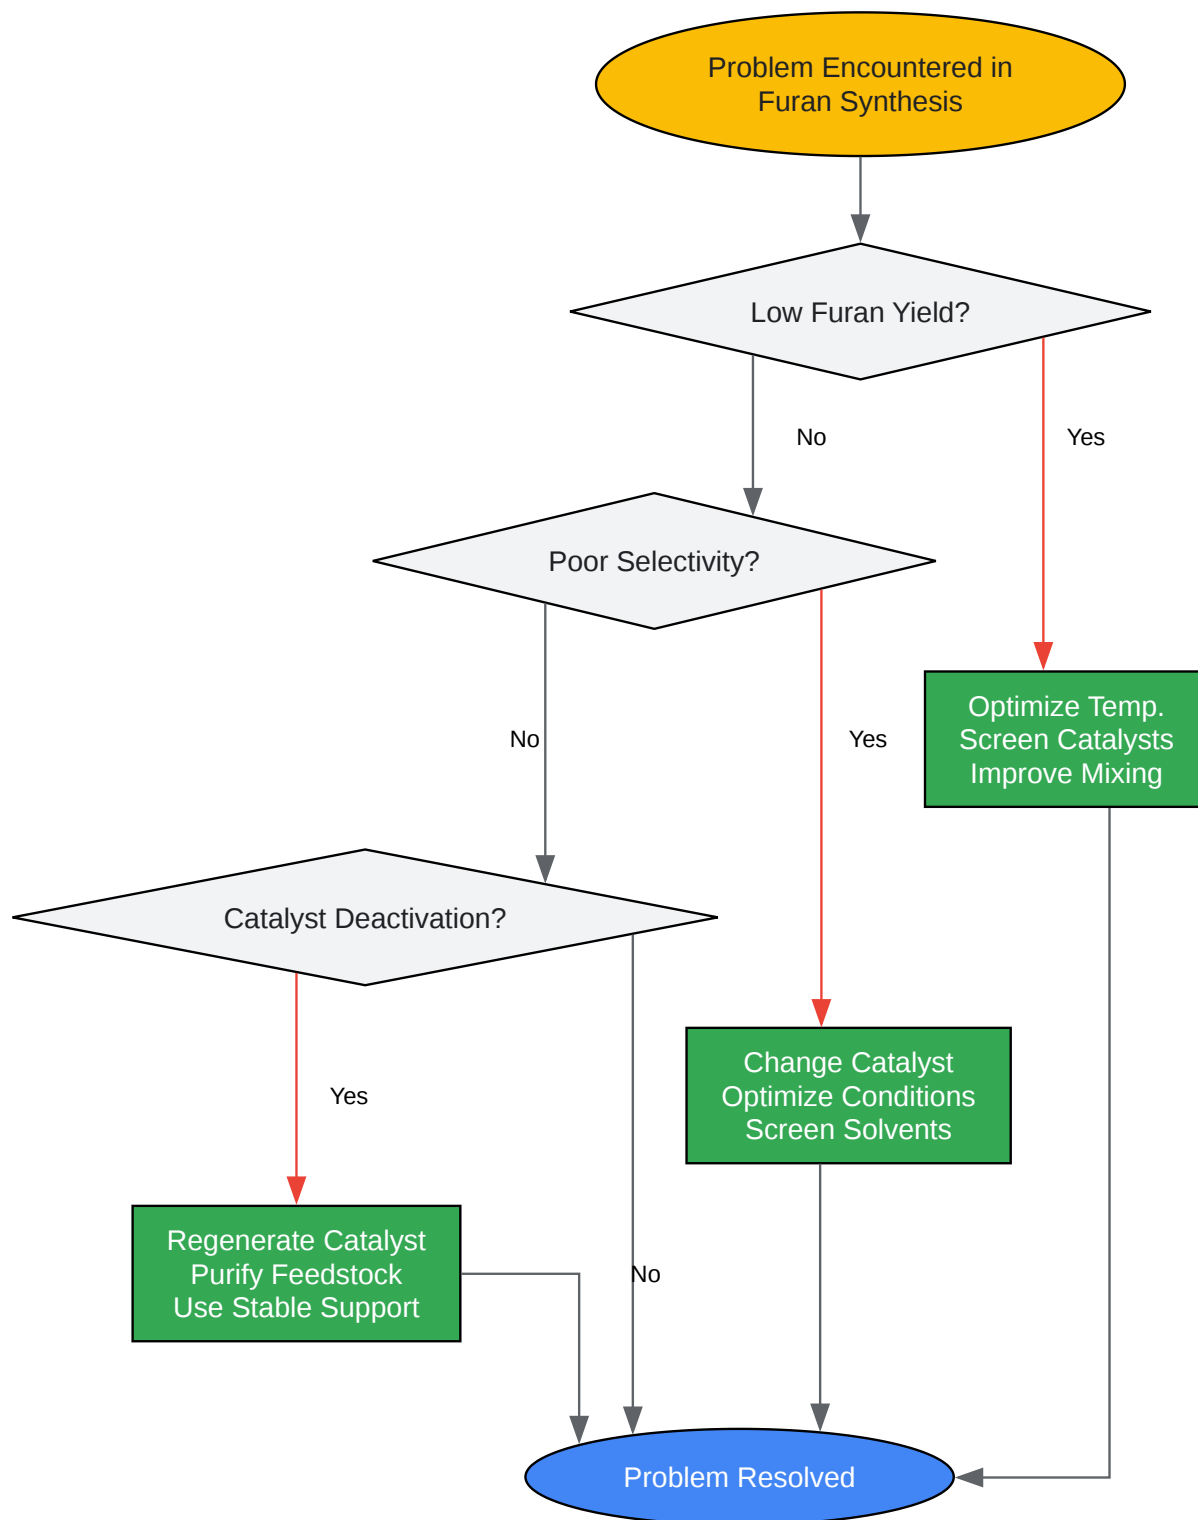 Problem Encountered in
Furan Synthesis
Low Furan Yield?
No
Yes
Poor Selectivity?
Optimize Temp.
Screen Catalysts
Improve Mixing
No
Yes
Catalyst Deactivation?
Change Catalyst
Optimize Conditions
Screen Solvents
Yes
Regenerate Catalyst
Purify Feedstock
Use Stable Support
No
Problem Resolved